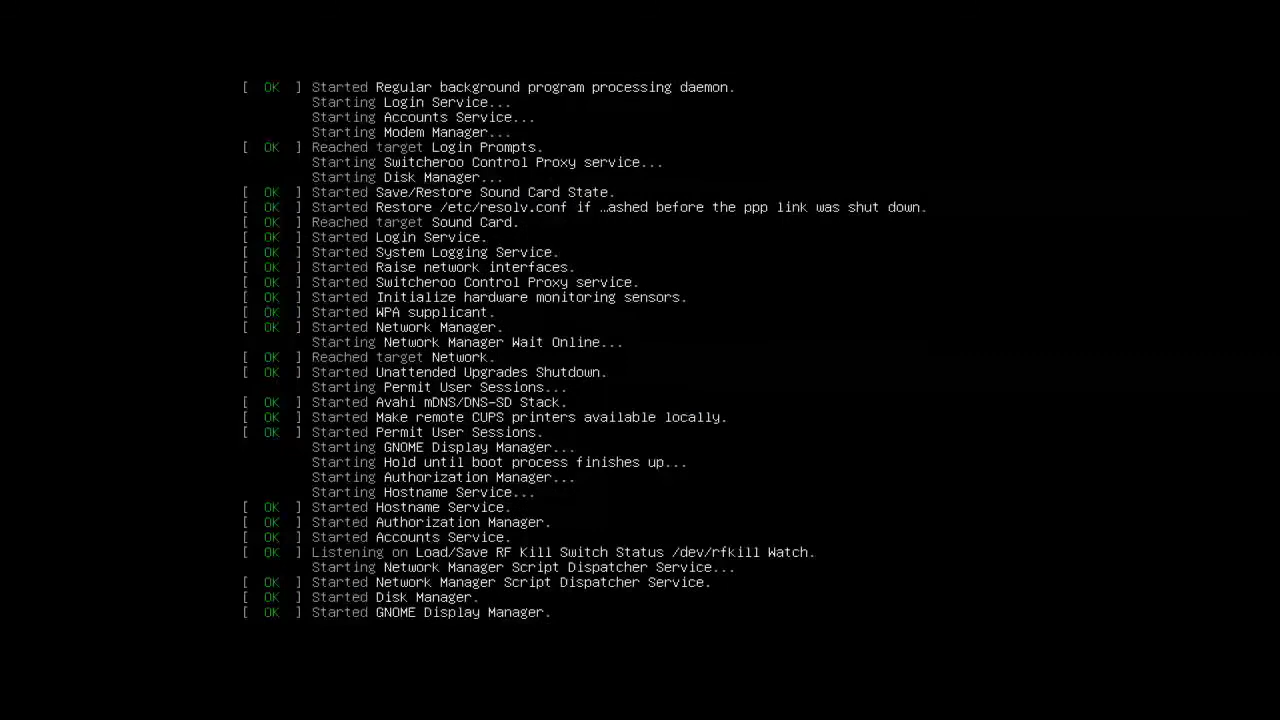 [  OK  ] Started Regular background program processing daemon.
Starting Login Service...
Starting Accounts Service...
Starting Modem Manager...
[  OK  ] Reached target Login Prompts.
Starting Switcheroo Control Proxy service...
Starting Disk Manager...
[  OK  ] Started Save/Restore Sound Card State.
[  OK  ] Started Restore /etc/resolv.conf if …ashed before the ppp link was shut down.
[  OK  ] Reached target Sound Card.
[  OK  ] Started Login Service.
[  OK  ] Started System Logging Service.
[  OK  ] Started Raise network interfaces.
[  OK  ] Started Switcheroo Control Proxy service.
[  OK  ] Started Initialize hardware monitoring sensors.
[  OK  ] Started WPA supplicant.
[  OK  ] Started Network Manager.
Starting Network Manager Wait Online...
[  OK  ] Reached target Network.
[  OK  ] Started Unattended Upgrades Shutdown.
Starting Permit User Sessions...
[  OK  ] Started Avahi mDNS/DNS-SD Stack.
[  OK  ] Started Make remote CUPS printers available locally.
[  OK  ] Started Permit User Sessions.
Starting GNOME Display Manager...
Starting Hold until boot process finishes up...
Starting Authorization Manager...
Starting Hostname Service...
[  OK  ] Started Hostname Service.
[  OK  ] Started Authorization Manager.
[  OK  ] Started Accounts Service.
[  OK  ] Listening on Load/Save RF Kill Switch Status /dev/rfkill Watch.
Starting Network Manager Script Dispatcher Service...
[  OK  ] Started Network Manager Script Dispatcher Service.
[  OK  ] Started Disk Manager.
[  OK  ] Started GNOME Display Manager.